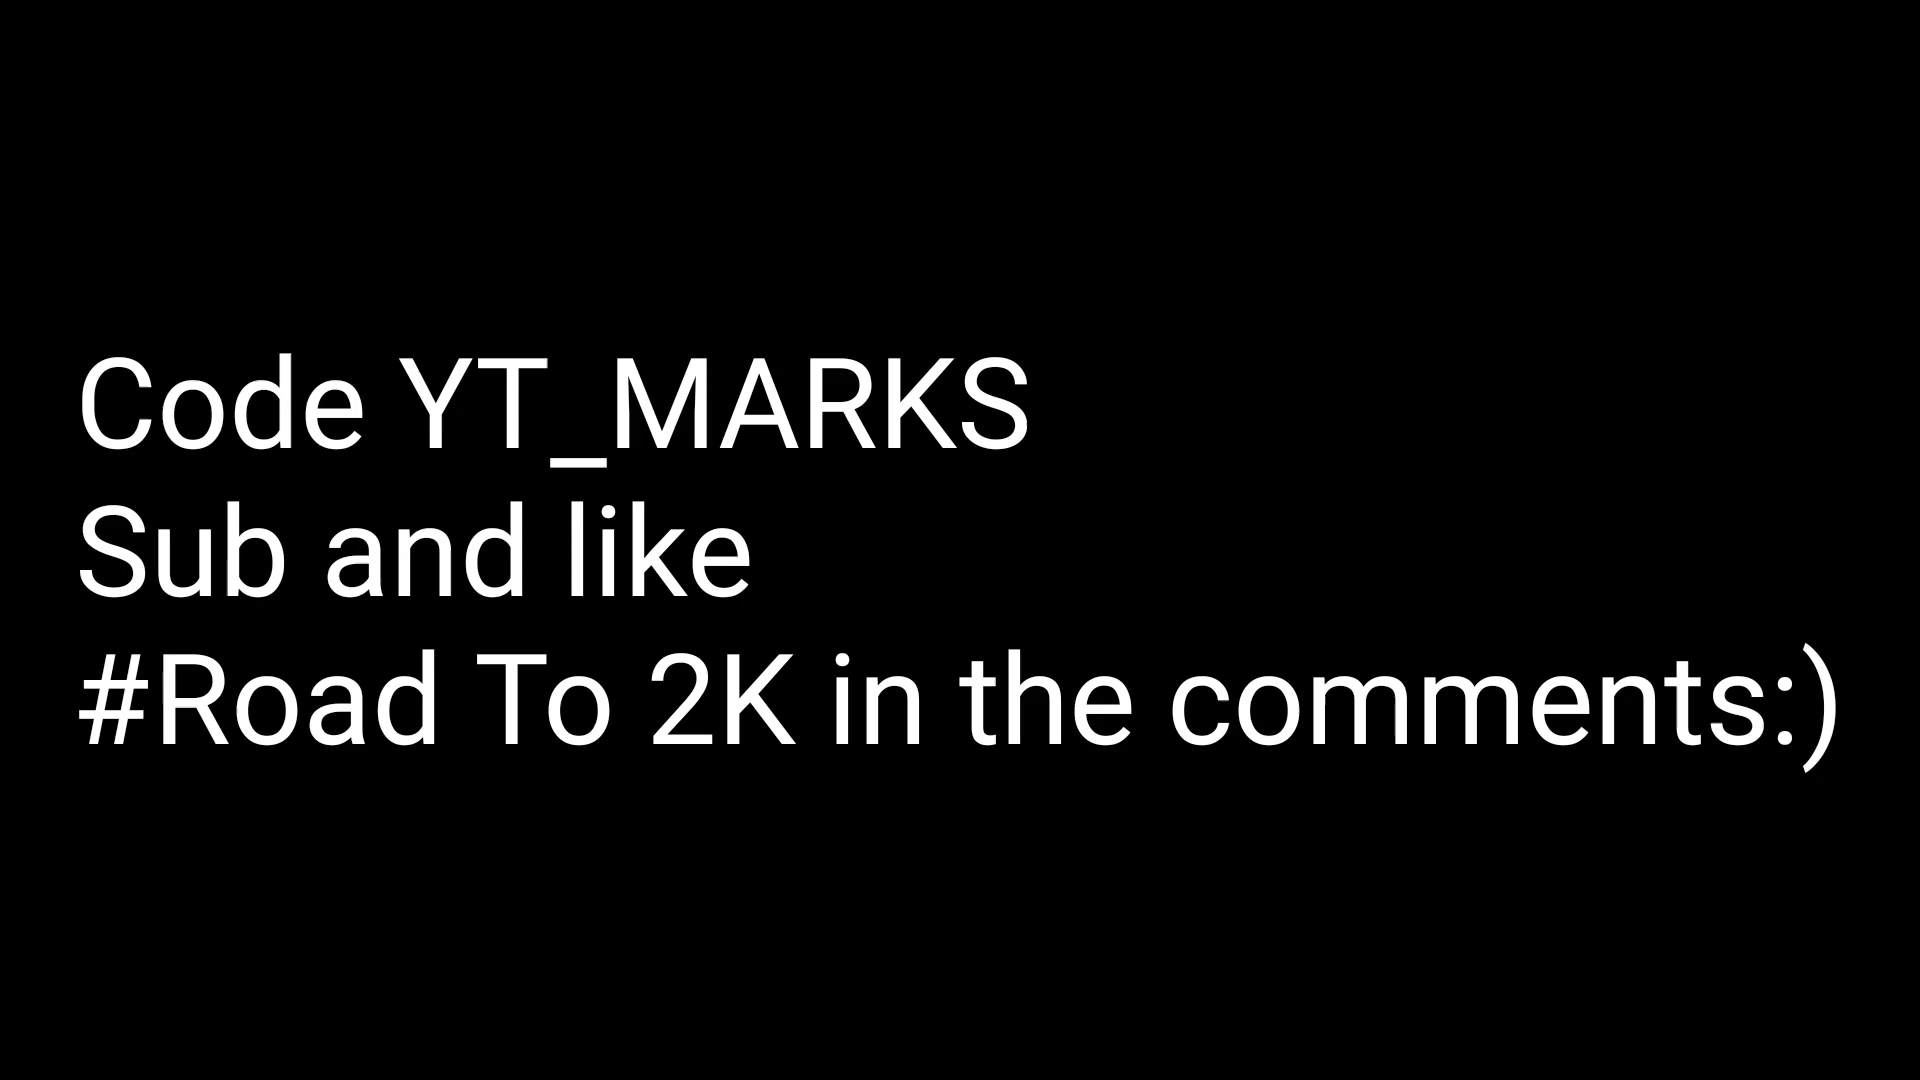 Code YT_MARKS
Sub and like
#Road To 2K in the comments:)